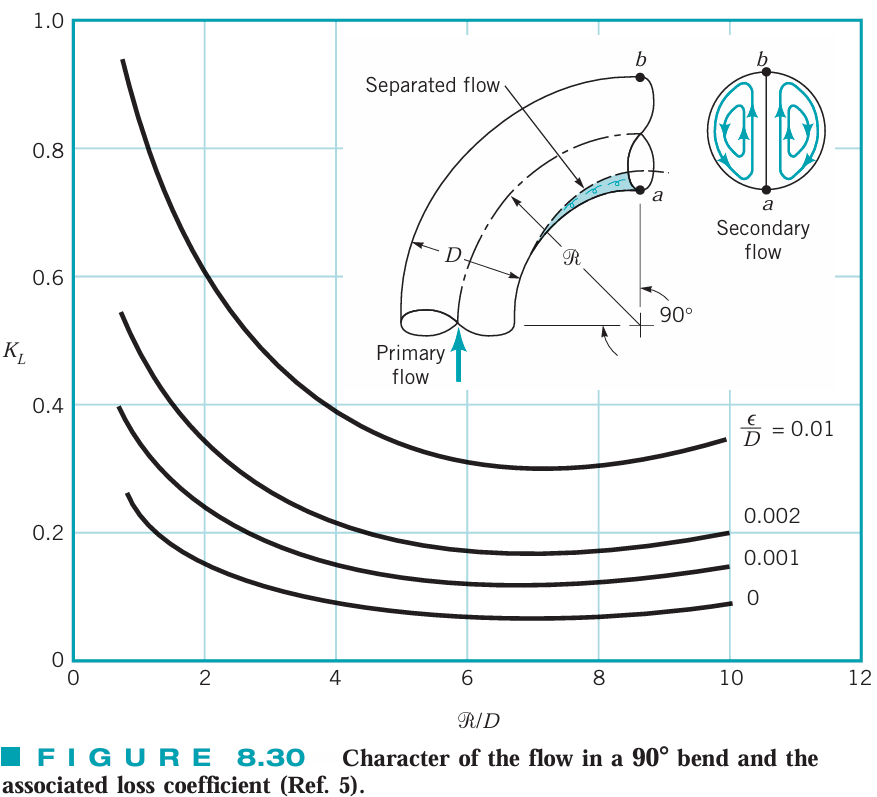 1.0
0.8
0.6
0.4
0.2
0
K_L
0 2 4 6 8 10 12
ℛ/D
Separated flow
b
a
D
ℛ
90°
Primary
flow
b
a
Secondary
flow
ϵ/D = 0.01
0.002
0.001
0
FIGURE 8.30 Character of the flow in a 90° bend and the
associated loss coefficient (Ref. 5).